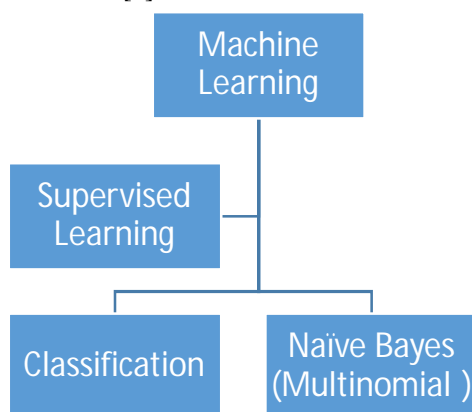 Machine
Learning
Supervised
Learning
Classification
Naïve Bayes
(Multinomial )